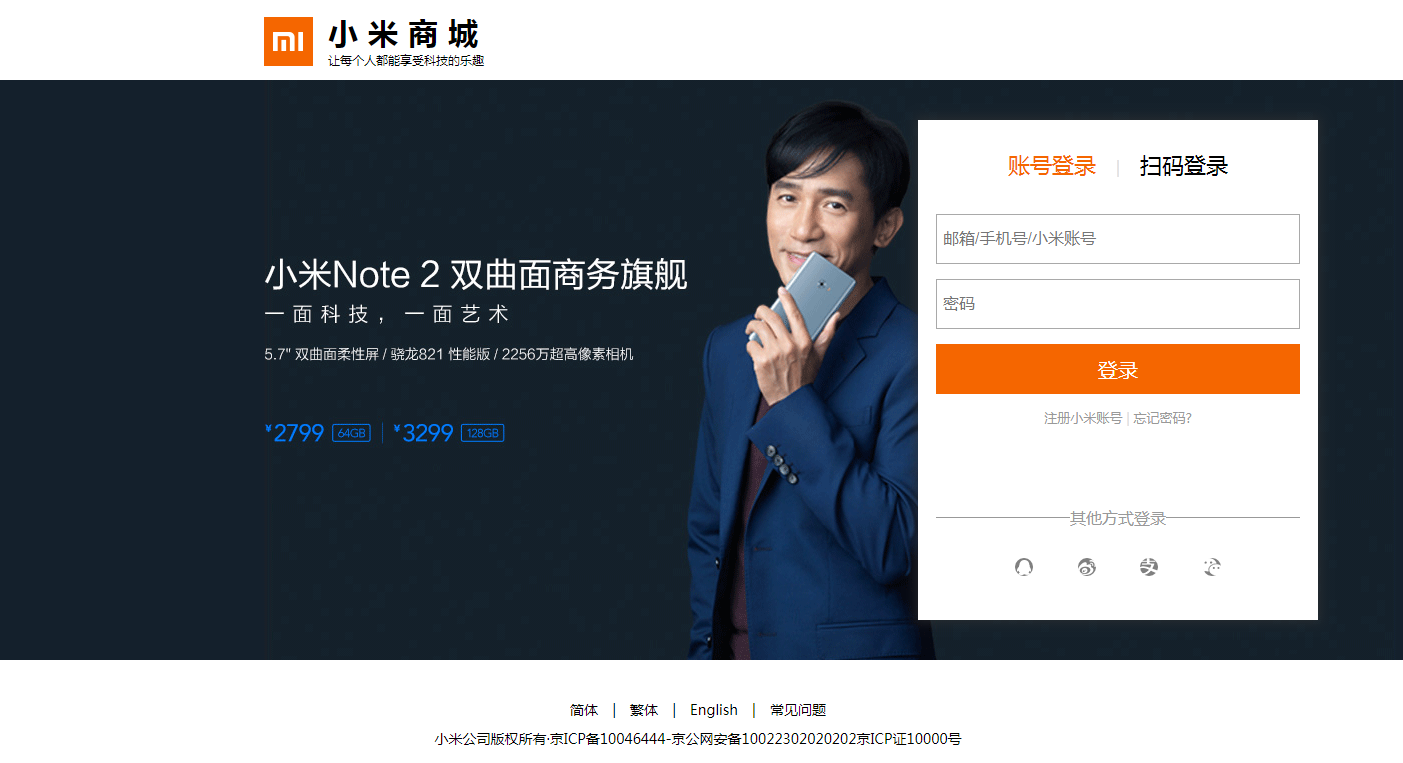 小米商城
让每个人都能享受科技的乐趣
账号登录 | 扫码登录
邮箱/手机号/小米账号
密码
登录
注册小米账号 | 忘记密码?
其他方式登录
小米Note 2 双曲面商务旗舰
一面科技，一面艺术
5.7" 双曲面柔性屏 / 骁龙821 性能版 / 2256万超高像素相机
¥2799 64GB | ¥3299 128GB
简体 | 繁体 | English | 常见问题
小米公司版权所有·京ICP备10046444-京公网安备10022302020202京ICP证10000号